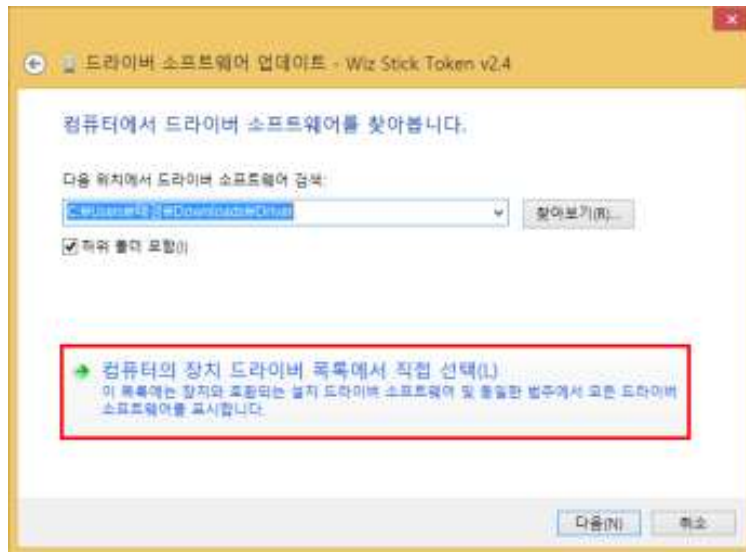 드라이버 소프트웨어 업데이트 - Wiz Stick Token v2.4
컴퓨터에서 드라이버 소프트웨어를 찾아봅니다.
다음 위치에서 드라이버 소프트웨어 검색:
찾아보기(R)...
하위 폴더 포함(I)
컴퓨터의 장치 드라이버 목록에서 직접 선택(L)
이 목록에는 장치와 호환되는 설치 드라이버 소프트웨어 및 동일한 범주에서 모든 드라이버
소프트웨어를 표시합니다.
다음(N) 취소